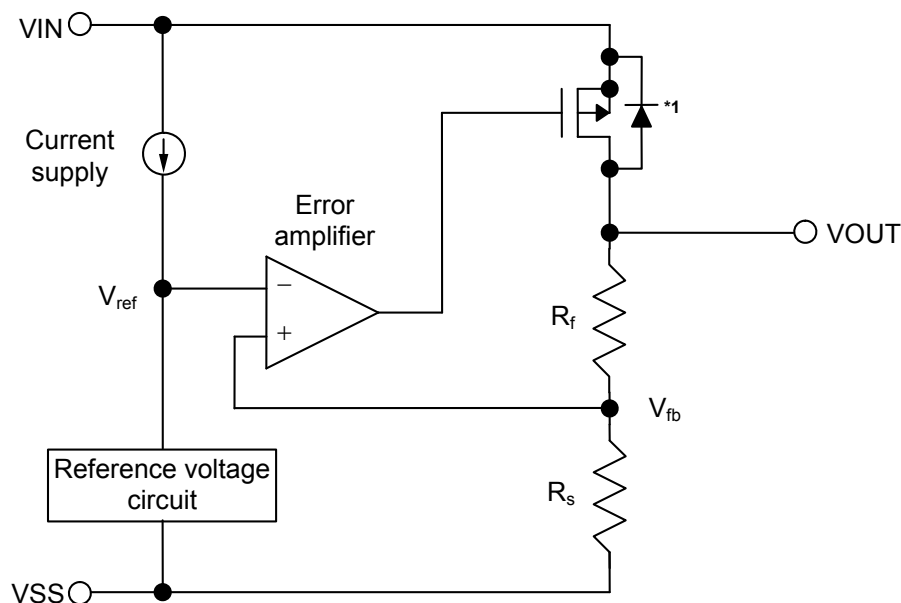 VIN
*1
Current
supply
Error
amplifier
VOUT
Vref
−
+
Rf
Vfb
Reference voltage
circuit
Rs
VSS